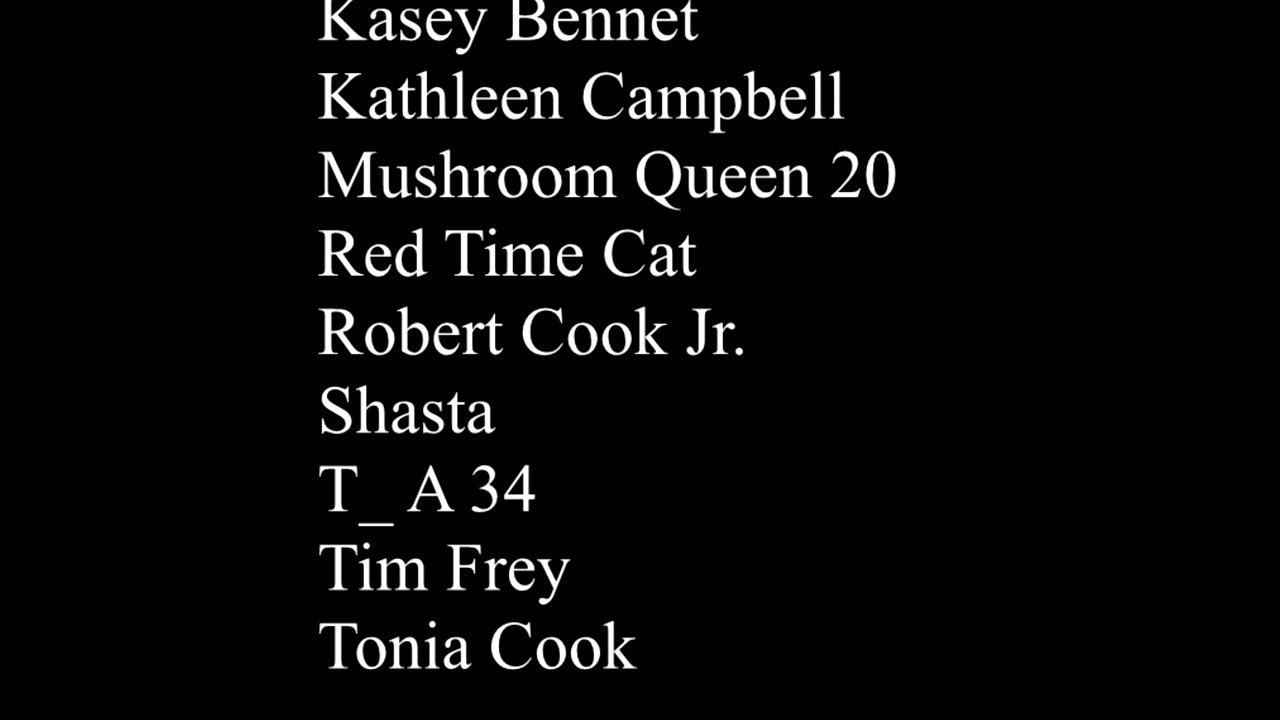 Kasey Bennet
Kathleen Campbell
Mushroom Queen 20
Red Time Cat
Robert Cook Jr.
Shasta
T_ A 34
Tim Frey
Tonia Cook